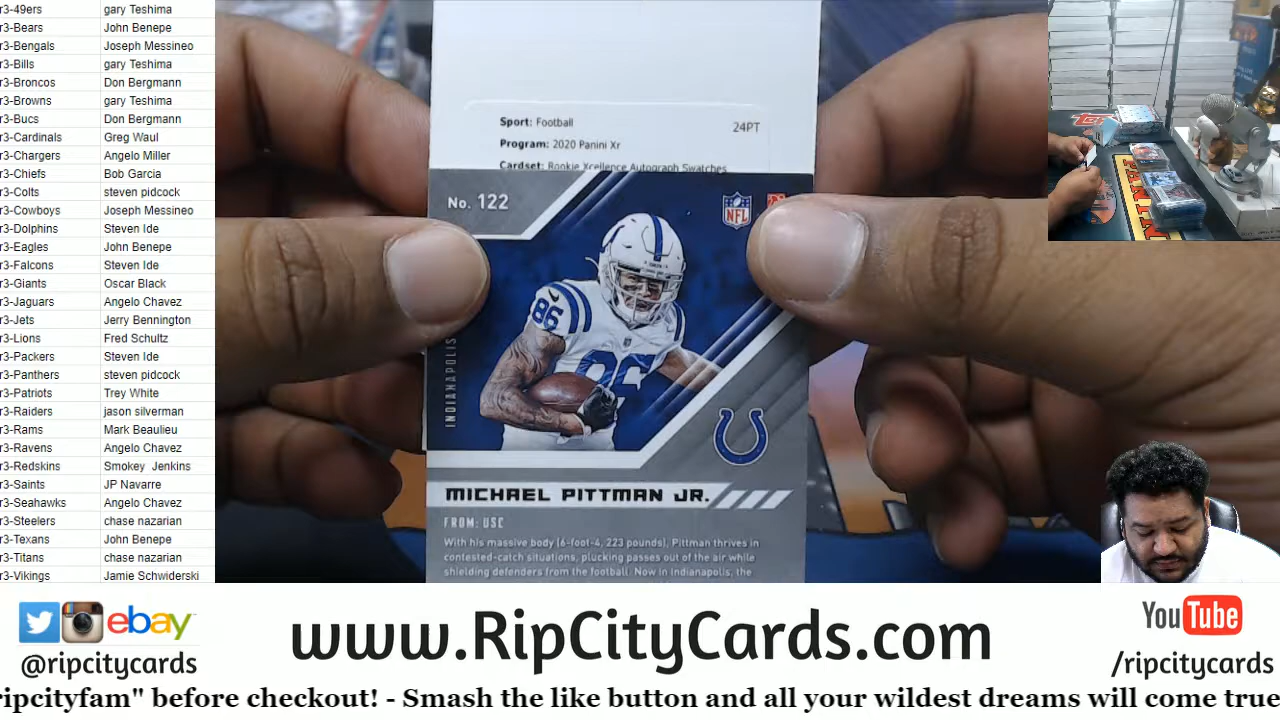 r3-49ers gary Teshima
r3-Bears John Benepe
r3-Bengals Joseph Messineo
r3-Bills gary Teshima
r3-Broncos Don Bergmann
r3-Browns gary Teshima
r3-Bucs Don Bergmann
r3-Cardinals Greg Waul
r3-Chargers Angelo Miller
r3-Chiefs Bob Garcia
r3-Colts steven pidcock
r3-Cowboys Joseph Messineo
r3-Dolphins Steven Ide
r3-Eagles John Benepe
r3-Falcons Steven Ide
r3-Giants Oscar Black
r3-Jaguars Angelo Chavez
r3-Jets Jerry Bennington
r3-Lions Fred Schultz
r3-Packers Steven Ide
r3-Panthers steven pidcock
r3-Patriots Trey White
r3-Raiders jason silverman
r3-Rams Mark Beaulieu
r3-Ravens Angelo Chavez
r3-Redskins Smokey Jenkins
r3-Saints JP Navarre
r3-Seahawks Angelo Chavez
r3-Steelers chase nazarian
r3-Texans John Benepe
r3-Titans chase nazarian
r3-Vikings Jamie Schwiderski
Sport: Football
24PT
Program: 2020 Panini Xr
Cardset: Rookie Xcellence Autograph Swatches
No. 122
NFL
86
86
INDIANAPOLIS
MICHAEL PITTMAN JR.
FROM: USC
With his massive body (6-foot-4, 223 pounds), Pittman thrives in
contested-catch situations, plucking passes out of the air while
shielding defenders from the football. Now in Indianapolis, the
PANINI
ebay
@ripcitycards
www.RipCityCards.com
YouTube
/ripcitycards
ripcityfam" before checkout! - Smash the like button and all your wildest dreams will come true